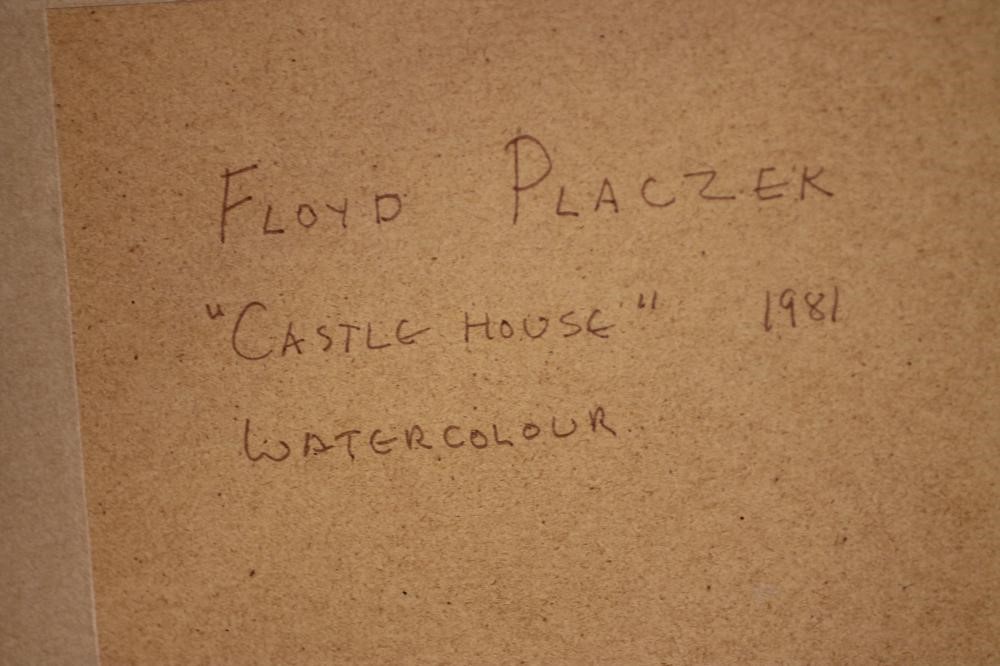 FLOYD PLACZEK
"CASTLE HOUSE" 1981
WATERCOLOUR